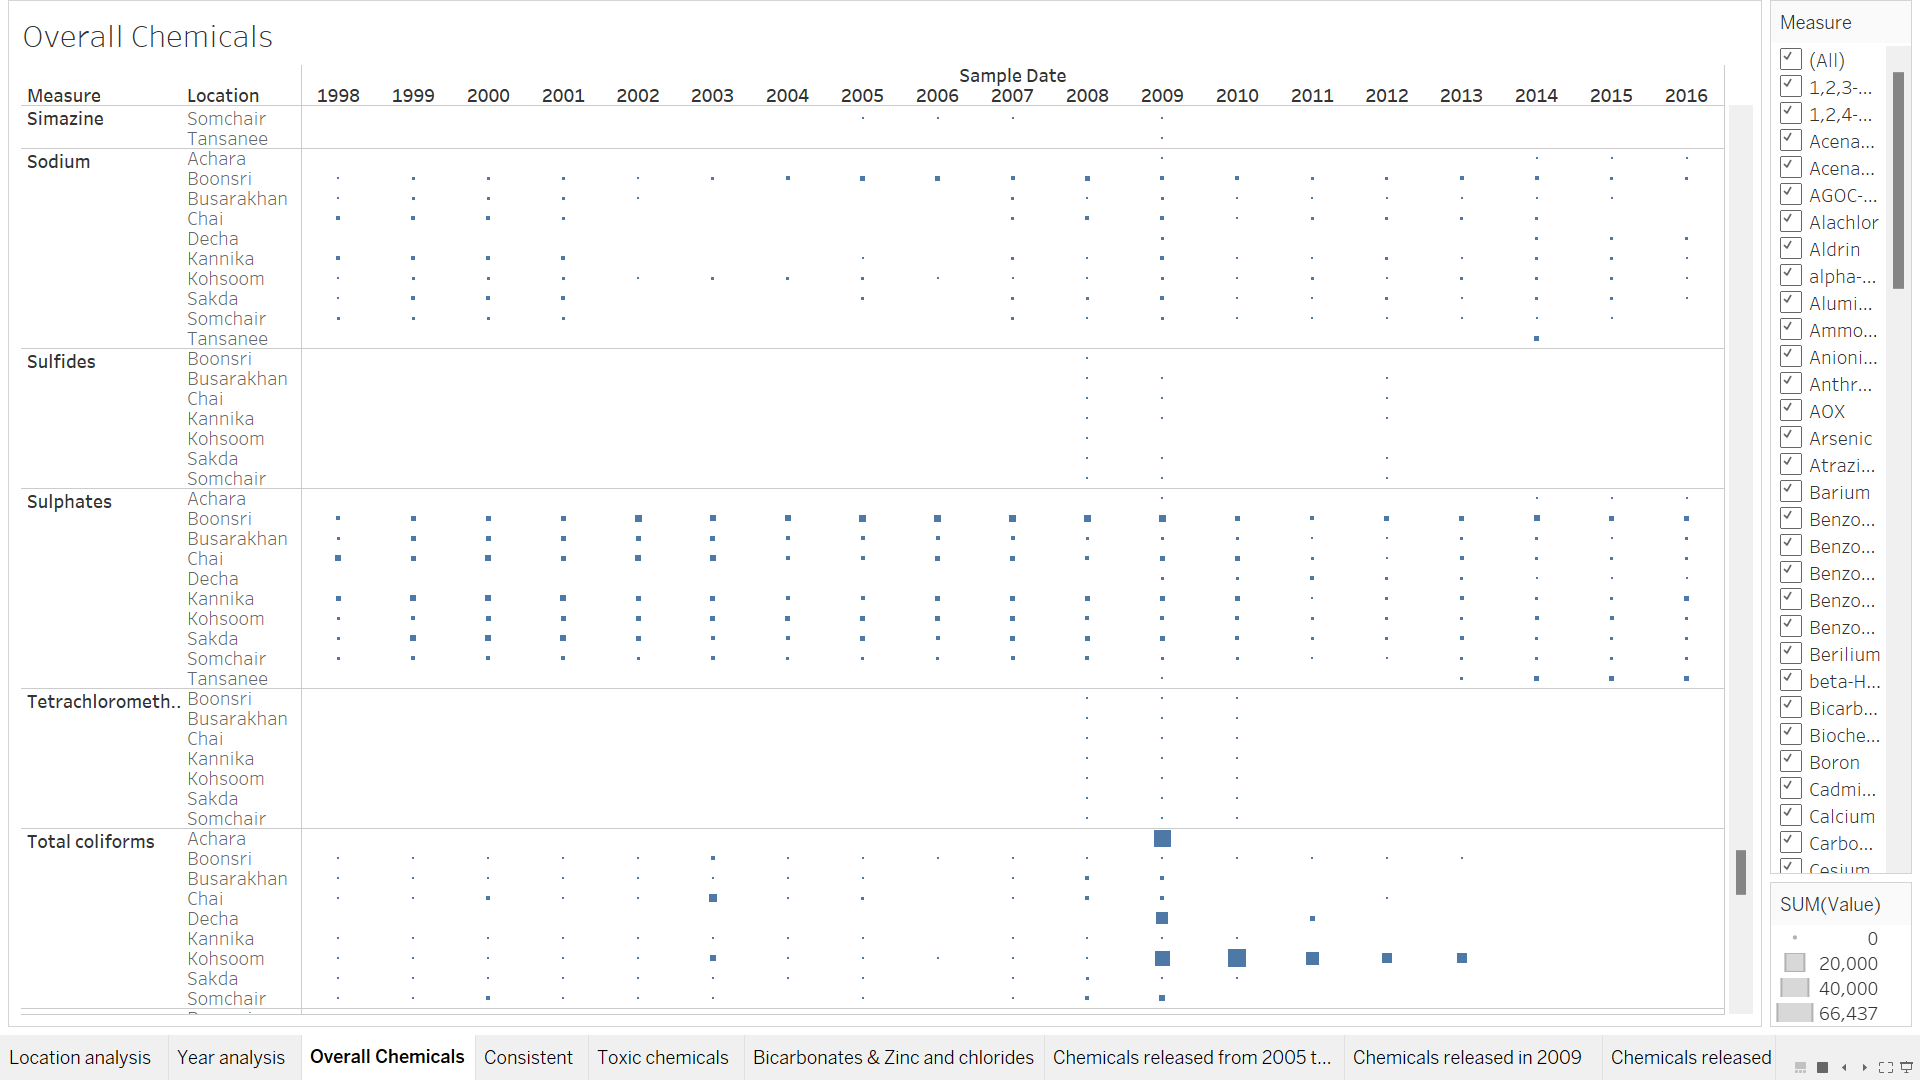 Overall Chemicals
Sample Date
Measure Location 1998 1999 2000 2001 2002 2003 2004 2005 2006 2007 2008 2009 2010 2011 2012 2013 2014 2015 2016
Simazine Somchair
Tansanee
Sodium Achara
Boonsri
Busarakhan
Chai
Decha
Kannika
Kohsoom
Sakda
Somchair
Tansanee
Sulfides Boonsri
Busarakhan
Chai
Kannika
Kohsoom
Sakda
Somchair
Sulphates Achara
Boonsri
Busarakhan
Chai
Decha
Kannika
Kohsoom
Sakda
Somchair
Tansanee
Tetrachlorometh.. Boonsri
Busarakhan
Chai
Kannika
Kohsoom
Sakda
Somchair
Total coliforms Achara
Boonsri
Busarakhan
Chai
Decha
Kannika
Kohsoom
Sakda
Somchair
Measure
(All)
1,2,3-...
1,2,4-...
Acena...
Acena...
AGOC-...
Alachlor
Aldrin
alpha-...
Alumi...
Ammo...
Anioni...
Anthr...
AOX
Arsenic
Atrazi...
Barium
Benzo...
Benzo...
Benzo...
Benzo...
Benzo...
Berilium
beta-H...
Bicarb...
Bioche...
Boron
Cadmi...
Calcium
Carbo...
Cesium
SUM(Value)
0
20,000
40,000
66,437
Location analysis Year analysis Overall Chemicals Consistent Toxic chemicals Bicarbonates & Zinc and chlorides Chemicals released from 2005 t... Chemicals released in 2009 Chemicals released